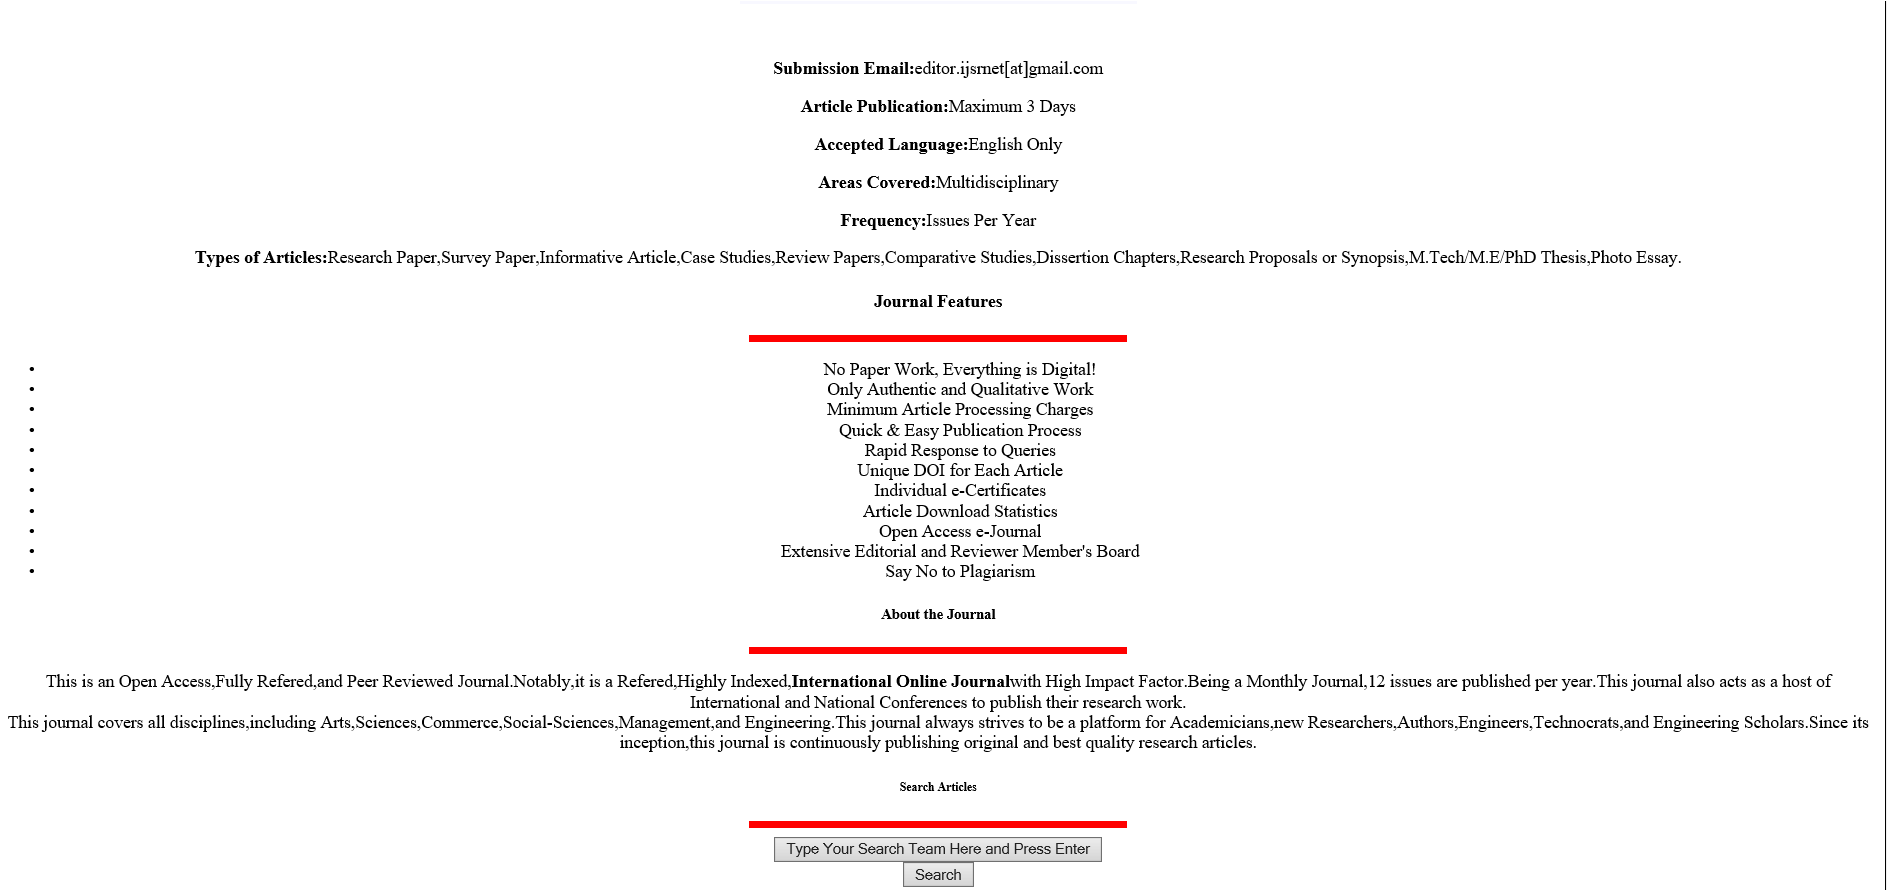 Submission Email:editor.ijsrnet[at]gmail.com
Article Publication:Maximum 3 Days
Accepted Language:English Only
Areas Covered:Multidisciplinary
Frequency:Issues Per Year
Types of Articles:Research Paper,Survey Paper,Informative Article,Case Studies,Review Papers,Comparative Studies,Dissertion Chapters,Research Proposals or Synopsis,M.Tech/M.E/PhD Thesis,Photo Essay.
Journal Features
• No Paper Work, Everything is Digital!
• Only Authentic and Qualitative Work
• Minimum Article Processing Charges
• Quick & Easy Publication Process
• Rapid Response to Queries
• Unique DOI for Each Article
• Individual e-Certificates
• Article Download Statistics
• Open Access e-Journal
• Extensive Editorial and Reviewer Member's Board
• Say No to Plagiarism
About the Journal
This is an Open Access,Fully Refered,and Peer Reviewed Journal.Notably,it is a Refered,Highly Indexed,International Online Journalwith High Impact Factor.Being a Monthly Journal,12 issues are published per year.This journal also acts as a host of
International and National Conferences to publish their research work.
This journal covers all disciplines,including Arts,Sciences,Commerce,Social-Sciences,Management,and Engineering.This journal always strives to be a platform for Academicians,new Researchers,Authors,Engineers,Technocrats,and Engineering Scholars.Since its
inception,this journal is continuously publishing original and best quality research articles.
Search Articles
Type Your Search Team Here and Press Enter
Search